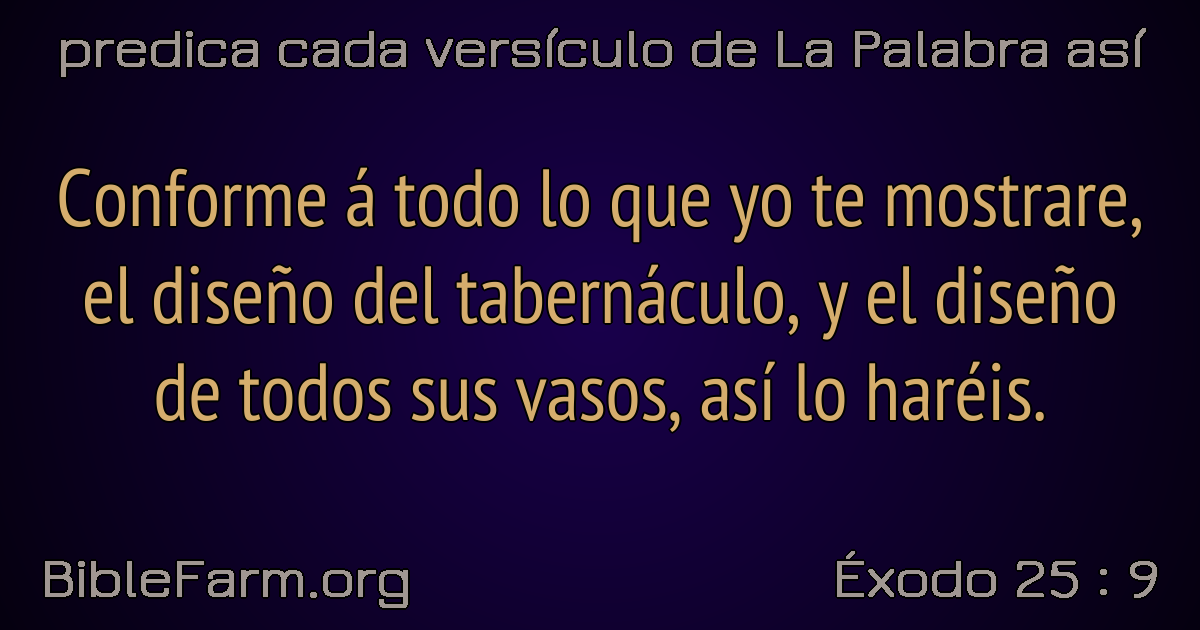 predica cada versículo de La Palabra así
Conforme á todo lo que yo te mostrare,
el diseño del tabernáculo, y el diseño
de todos sus vasos, así lo haréis.
BibleFarm.org
Éxodo 25 : 9